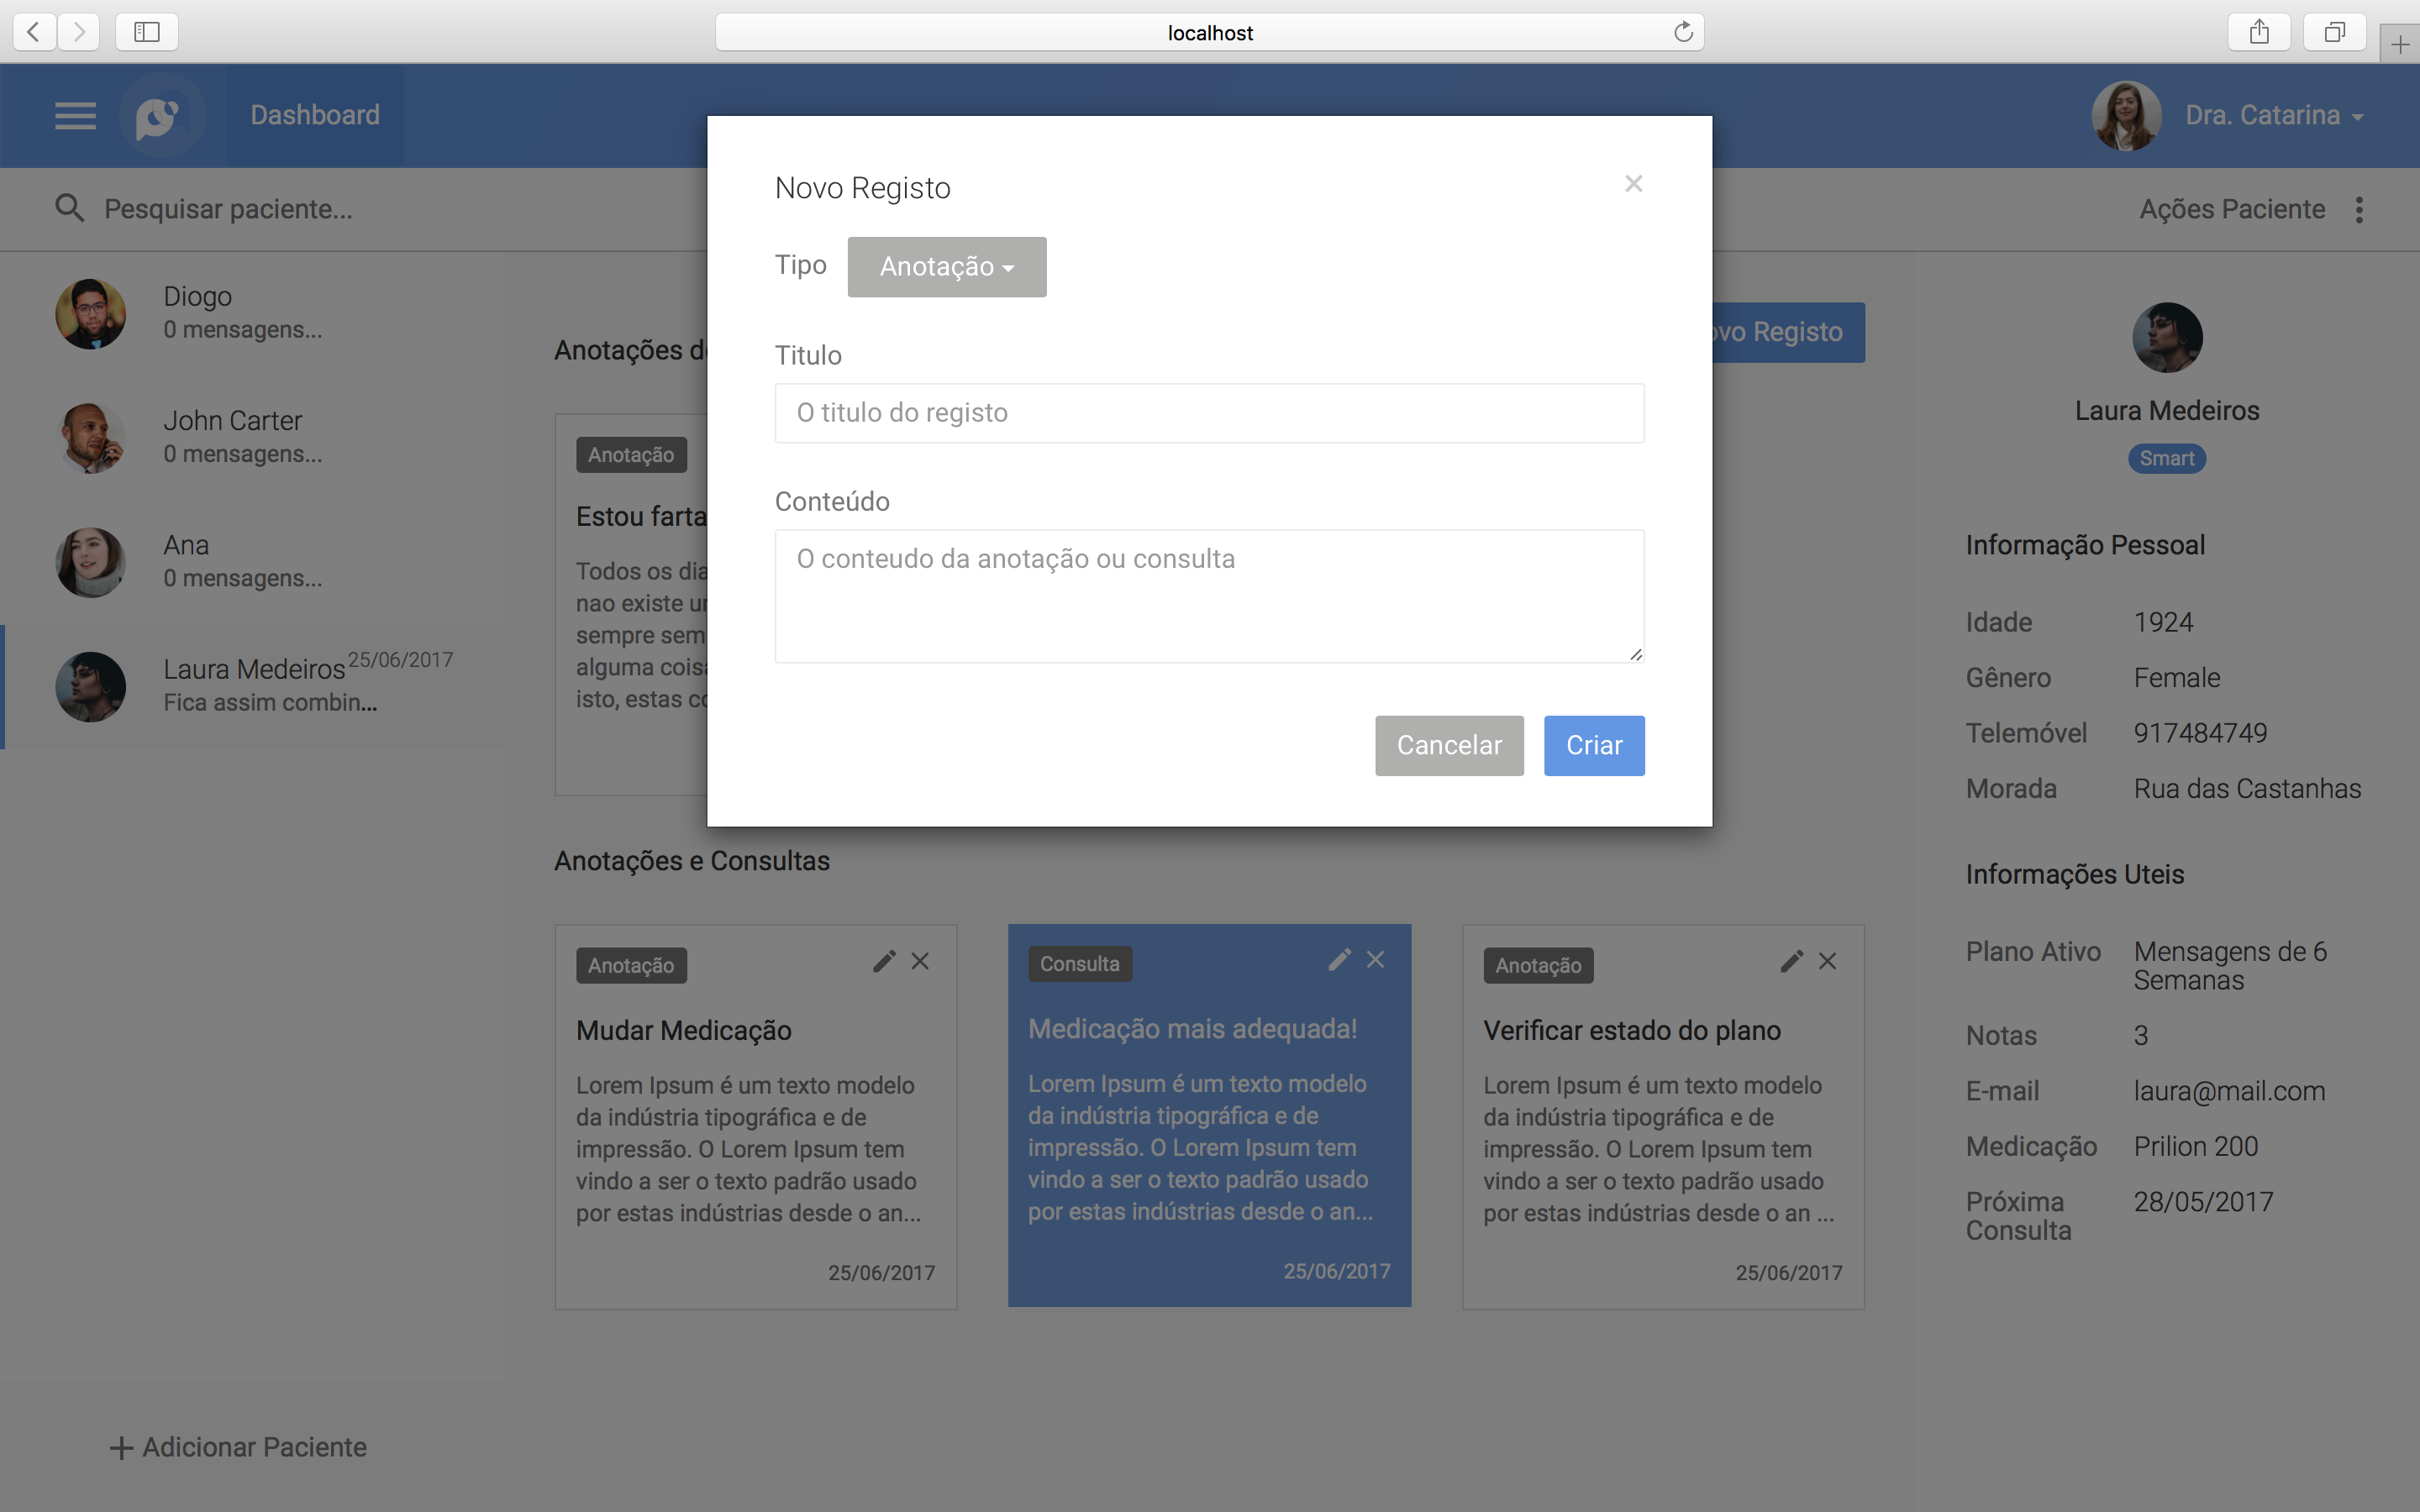 localhost
Dashboard
Dra. Catarina
Pesquisar paciente...
Ações Paciente
Diogo
0 mensagens...
John Carter
0 mensagens...
Ana
0 mensagens...
Laura Medeiros 25/06/2017
Fica assim combin...
Adicionar Paciente
Novo Registo
Tipo Anotação
Titulo
O titulo do registo
Conteúdo
O conteudo da anotação ou consulta
Cancelar Criar
Anotações
Registo
Anotação
Estou farta
Todos os
nao existe
sempre
alguma
isto, estas
Anotações e Consultas
Anotação
Mudar Medicação
Lorem Ipsum é um texto modelo
da indústria tipográfica e de
impressão. O Lorem Ipsum tem
vindo a ser o texto padrão usado
por estas indústrias desde o an...
25/06/2017
Consulta
Medicação mais adequada!
Lorem Ipsum é um texto modelo
da indústria tipográfica e de
impressão. O Lorem Ipsum tem
vindo a ser o texto padrão usado
por estas indústrias desde o an...
25/06/2017
Anotação
Verificar estado do plano
Lorem Ipsum é um texto modelo
da indústria tipográfica e de
impressão. O Lorem Ipsum tem
vindo a ser o texto padrão usado
por estas indústrias desde o an ...
25/06/2017
Laura Medeiros
Smart
Informação Pessoal
Idade 1924
Gênero Female
Telemóvel 917484749
Morada Rua das Castanhas
Informações Uteis
Plano Ativo Mensagens de 6
Semanas
Notas 3
E-mail laura@mail.com
Medicação Prilion 200
Próxima 28/05/2017
Consulta